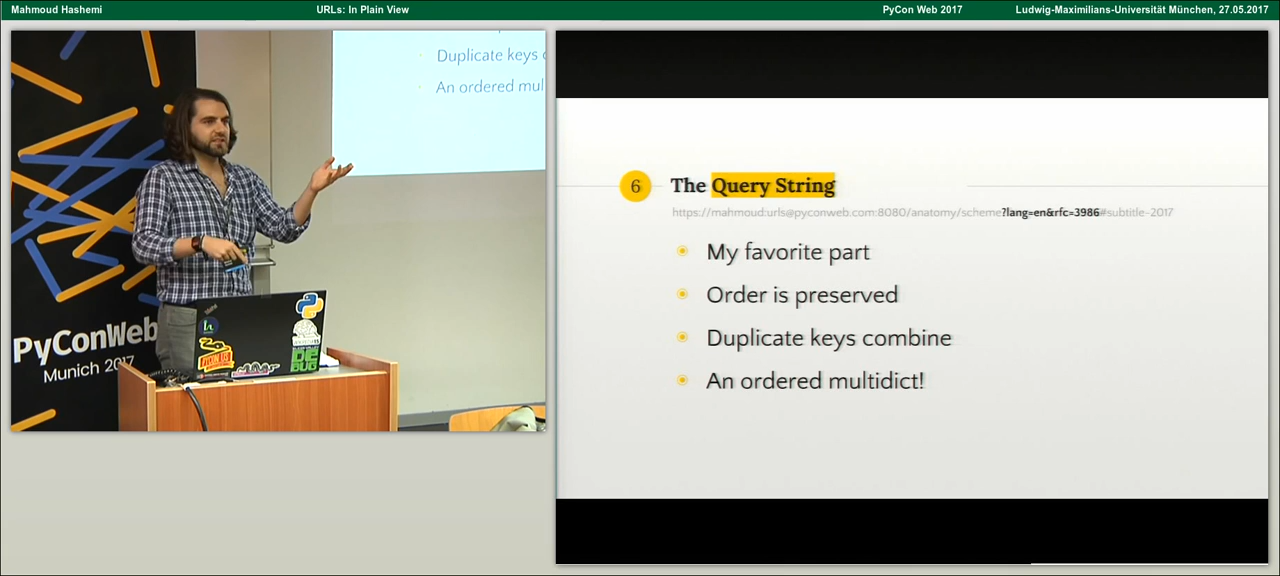 Mahmoud Hashemi
URLs: In Plain View
PyCon Web 2017
Ludwig-Maximilians-Universität München, 27.05.2017
Duplicate keys
An ordered mul
PyConWeb
Munich 2017
DE
BUG
6
The Query String
https://mahmoud:urls@pyconweb.com:8080/anatomy/scheme?lang=en&rfc=3986#subtitle-2017
My favorite part
Order is preserved
Duplicate keys combine
An ordered multidict!